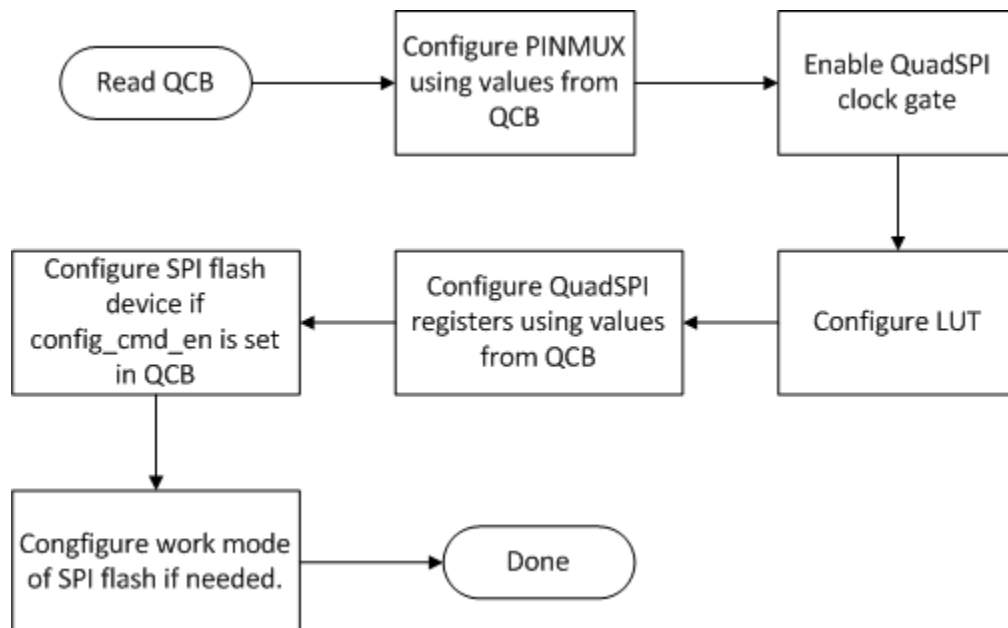 Read QCB
Configure PINMUX
using values from
QCB
Enable QuadSPI
clock gate
Configure LUT
Configure QuadSPI
registers using values
from QCB
Configure SPI flash
device if
config_cmd_en is set
in QCB
Congfigure work mode
of SPI flash if needed.
Done